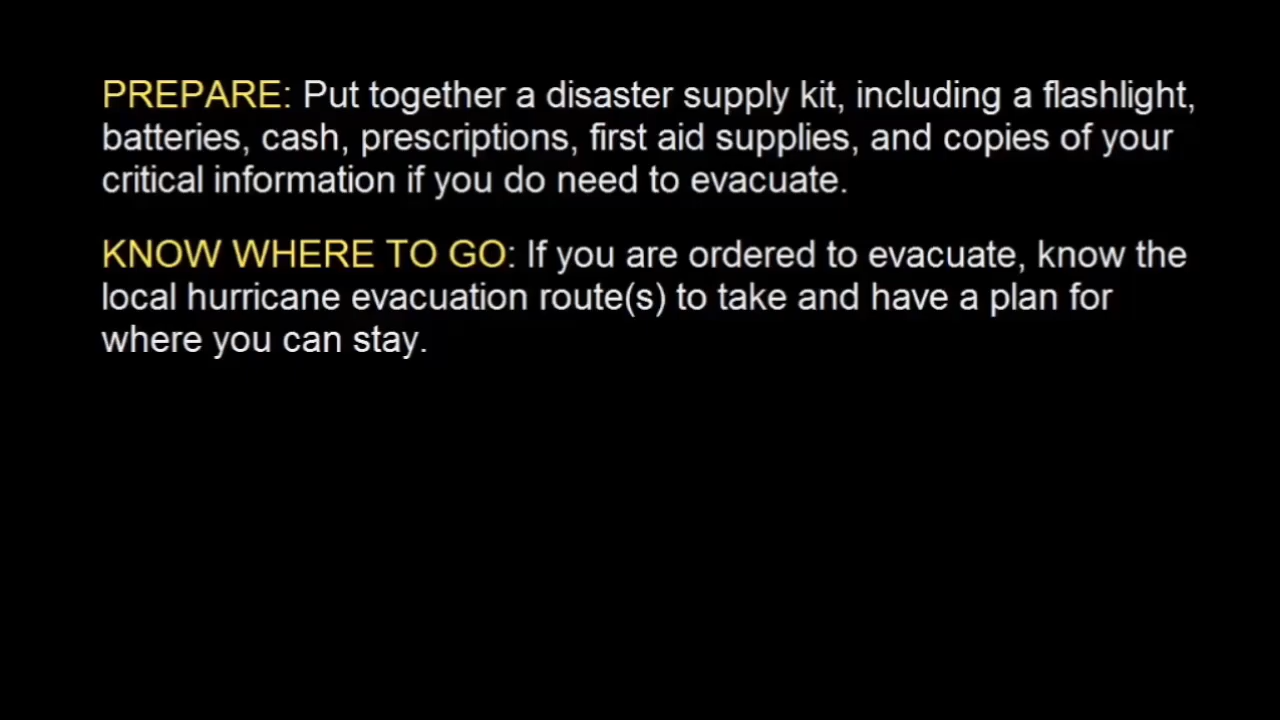 PREPARE: Put together a disaster supply kit, including a flashlight,
batteries, cash, prescriptions, first aid supplies, and copies of your
critical information if you do need to evacuate.
KNOW WHERE TO GO: If you are ordered to evacuate, know the
local hurricane evacuation route(s) to take and have a plan for
where you can stay.